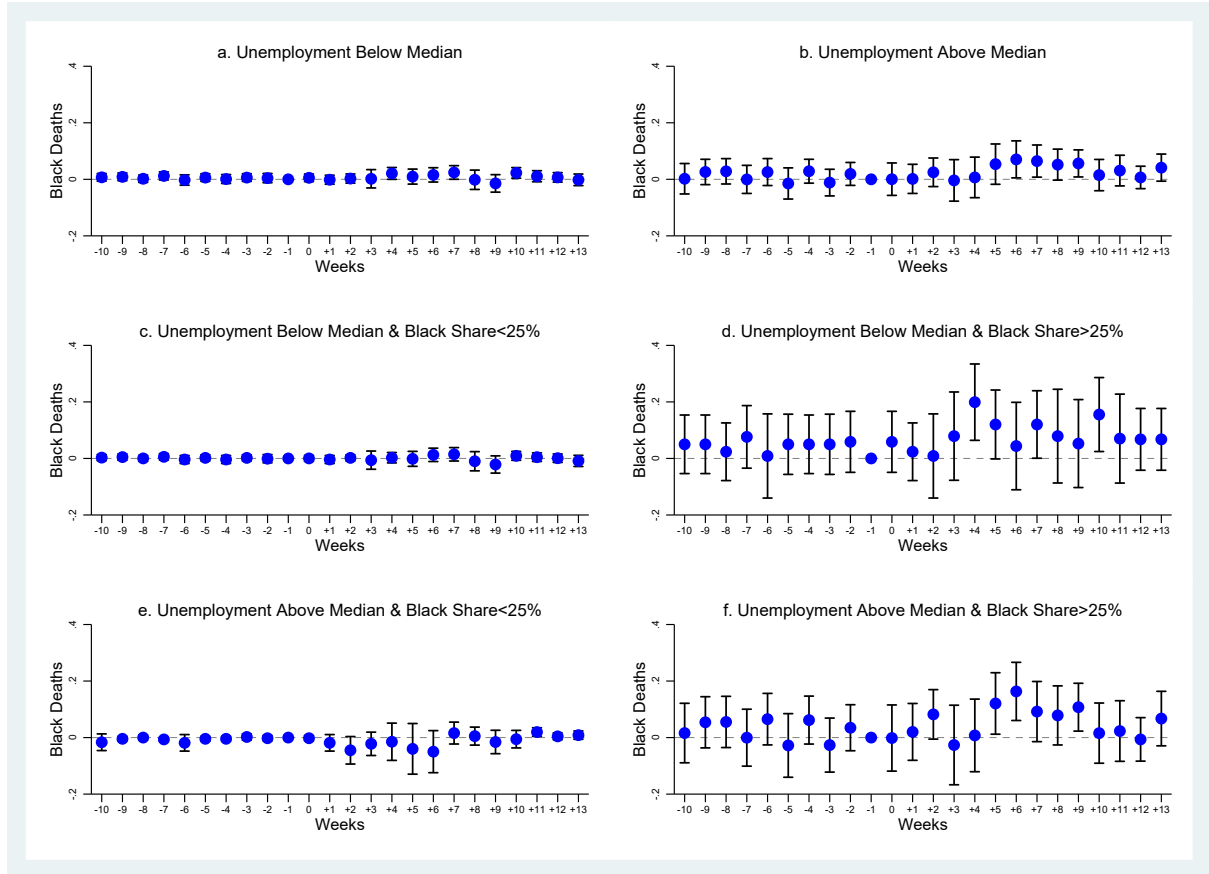 a. Unemployment Below Median
Black Deaths
.4
.2
0
-.2
-10 -9 -8 -7 -6 -5 -4 -3 -2 -1 0 +1 +2 +3 +4 +5 +6 +7 +8 +9 +10 +11 +12 +13
Weeks
b. Unemployment Above Median
Black Deaths
.4
.2
0
-.2
-10 -9 -8 -7 -6 -5 -4 -3 -2 -1 0 +1 +2 +3 +4 +5 +6 +7 +8 +9 +10 +11 +12 +13
Weeks
c. Unemployment Below Median & Black Share<25%
Black Deaths
.4
.2
0
-.2
-10 -9 -8 -7 -6 -5 -4 -3 -2 -1 0 +1 +2 +3 +4 +5 +6 +7 +8 +9 +10 +11 +12 +13
Weeks
d. Unemployment Below Median & Black Share>25%
Black Deaths
.4
.2
0
-.2
-10 -9 -8 -7 -6 -5 -4 -3 -2 -1 0 +1 +2 +3 +4 +5 +6 +7 +8 +9 +10 +11 +12 +13
Weeks
e. Unemployment Above Median & Black Share<25%
Black Deaths
.4
.2
0
-.2
-10 -9 -8 -7 -6 -5 -4 -3 -2 -1 0 +1 +2 +3 +4 +5 +6 +7 +8 +9 +10 +11 +12 +13
Weeks
f. Unemployment Above Median & Black Share>25%
Black Deaths
.4
.2
0
-.2
-10 -9 -8 -7 -6 -5 -4 -3 -2 -1 0 +1 +2 +3 +4 +5 +6 +7 +8 +9 +10 +11 +12 +13
Weeks